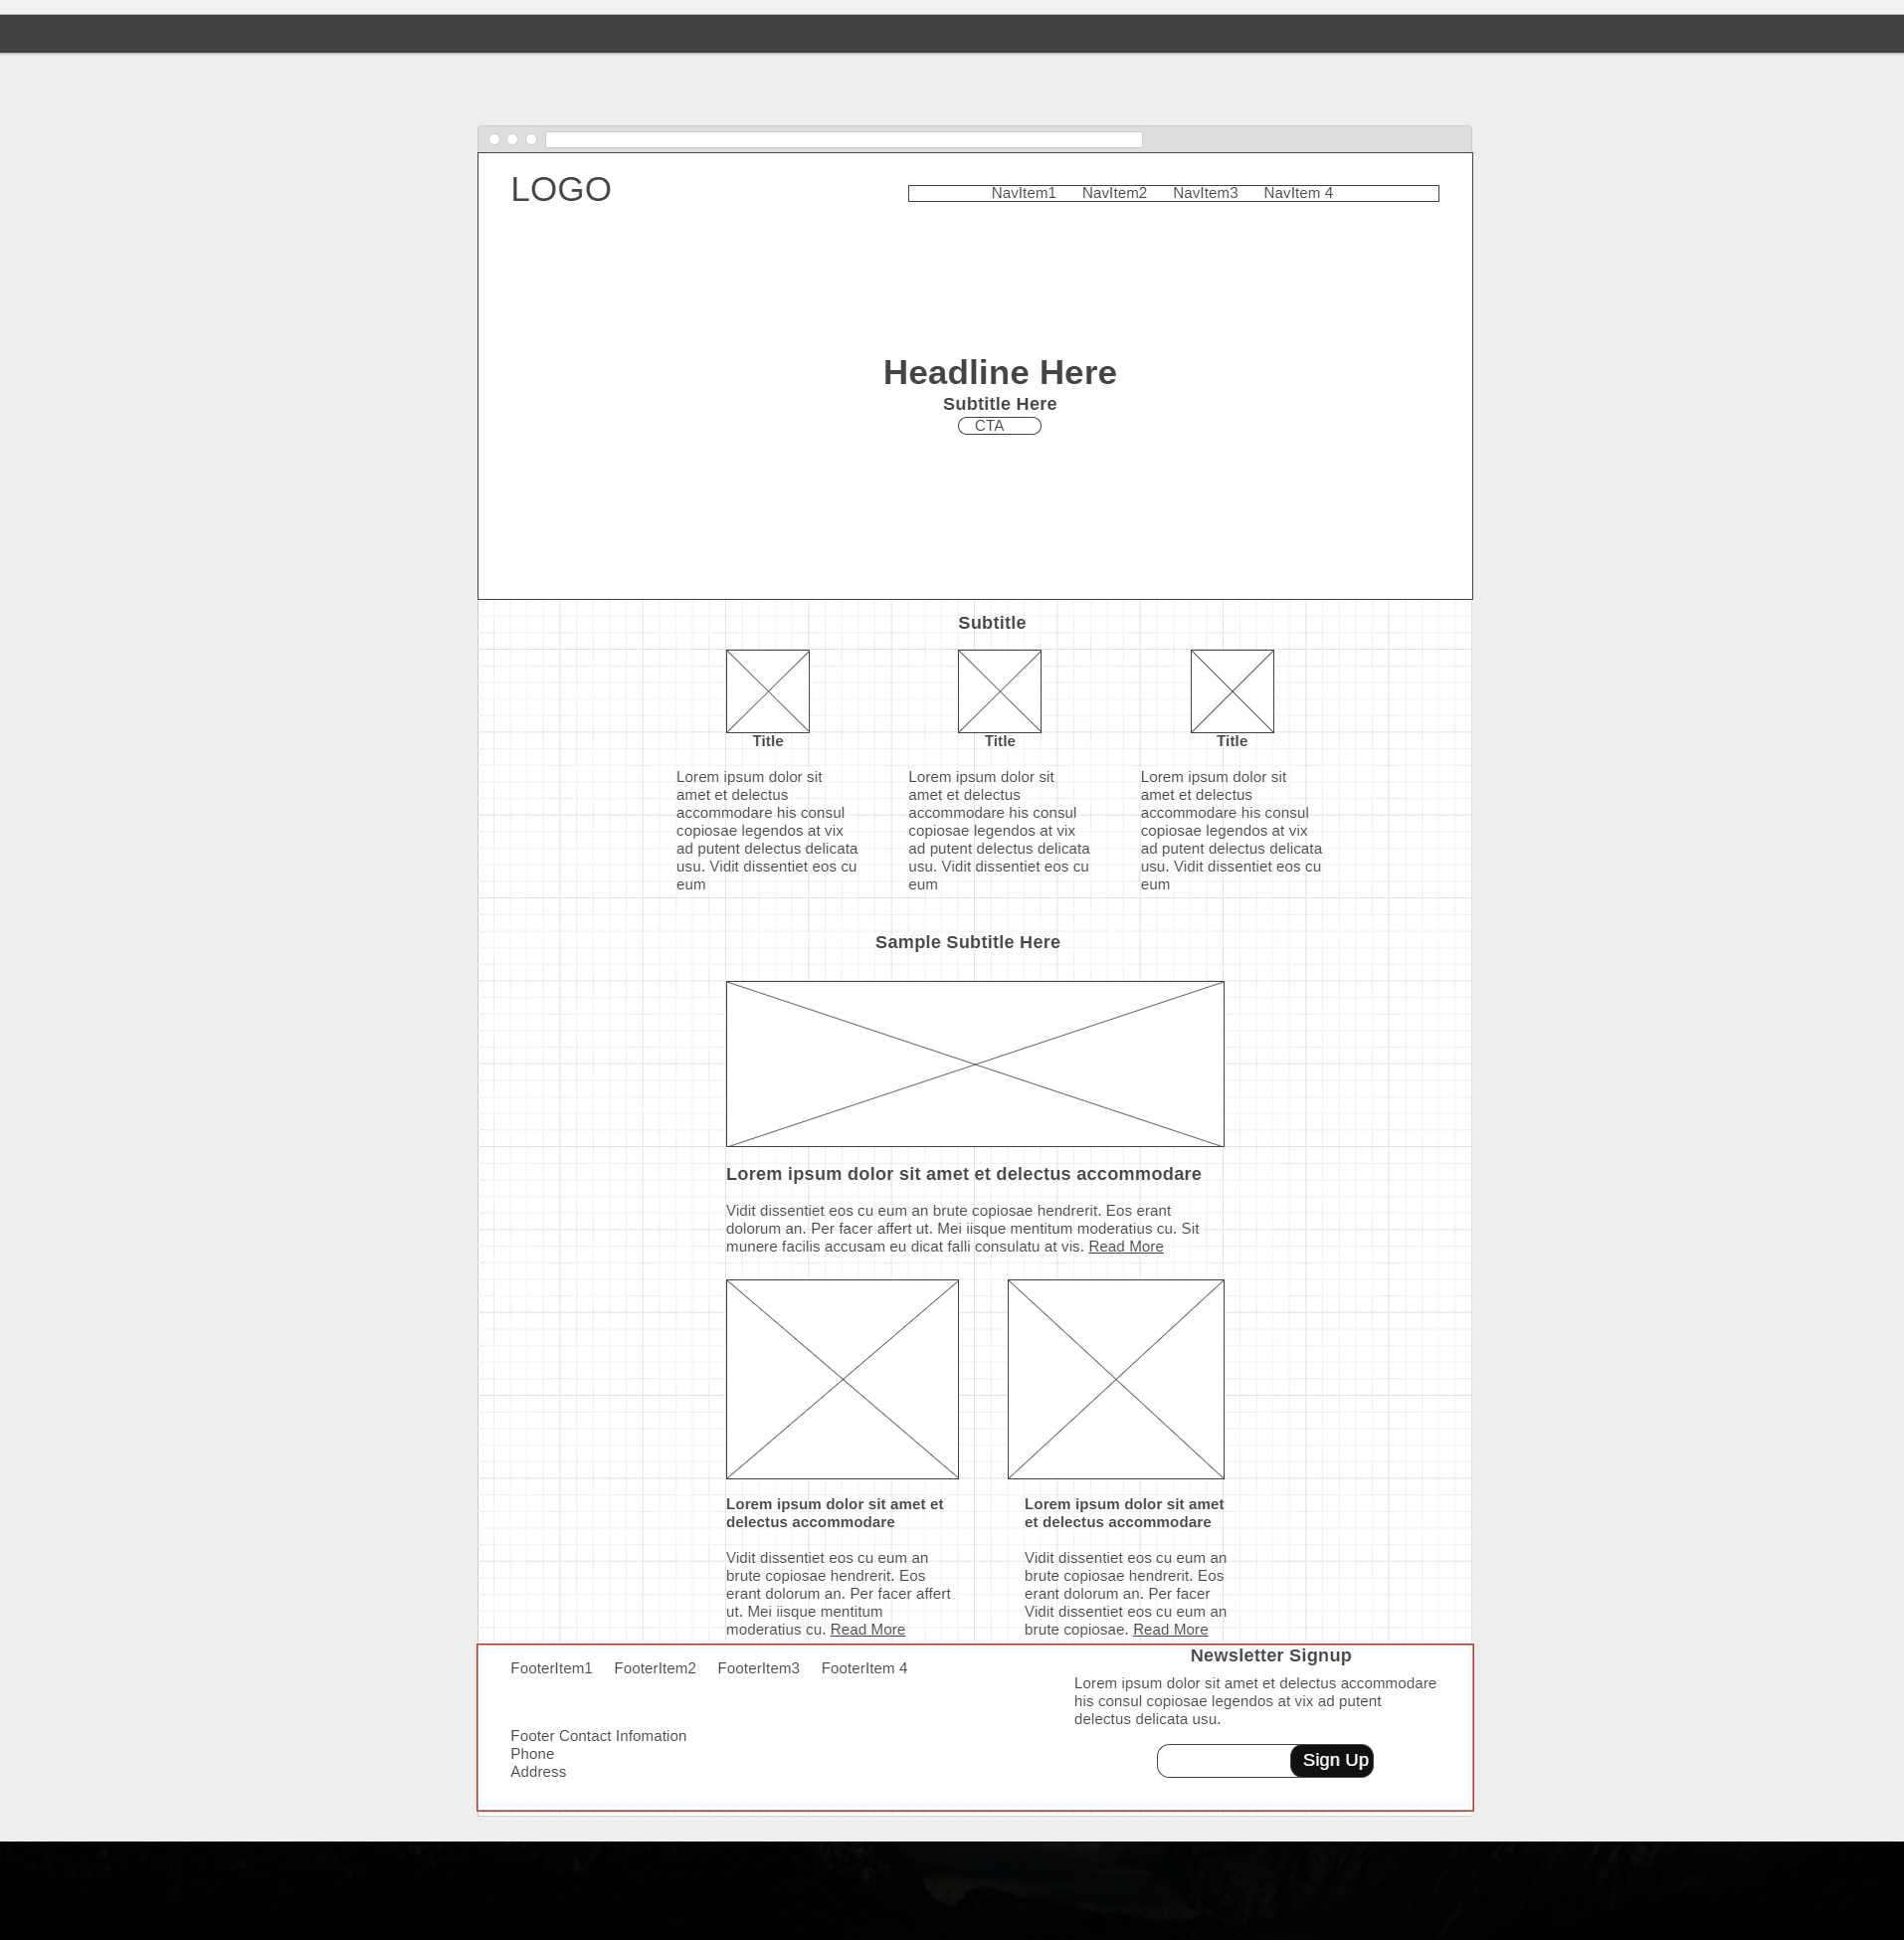 LOGO
NavItem1 NavItem2 NavItem3 NavItem 4
Headline Here
Subtitle Here
CTA
Subtitle
Title
Lorem ipsum dolor sit
amet et delectus
accommodare his consul
copiosae legendos at vix
ad putent delectus delicata
usu. Vidit dissentiet eos cu
eum
Title
Lorem ipsum dolor sit
amet et delectus
accommodare his consul
copiosae legendos at vix
ad putent delectus delicata
usu. Vidit dissentiet eos cu
eum
Title
Lorem ipsum dolor sit
amet et delectus
accommodare his consul
copiosae legendos at vix
ad putent delectus delicata
usu. Vidit dissentiet eos cu
eum
Sample Subtitle Here
Lorem ipsum dolor sit amet et delectus accommodare
Vidit dissentiet eos cu eum an brute copiosae hendrerit. Eos erant
dolorum an. Per facer affert ut. Mei iisque mentitum moderatius cu. Sit
munere facilis accusam eu dicat falli consulatu at vis. Read More
Lorem ipsum dolor sit amet et
delectus accommodare
Vidit dissentiet eos cu eum an
brute copiosae hendrerit. Eos
erant dolorum an. Per facer affert
ut. Mei iisque mentitum
moderatius cu. Read More
Lorem ipsum dolor sit amet
et delectus accommodare
Vidit dissentiet eos cu eum an
brute copiosae hendrerit. Eos
erant dolorum an. Per facer
Vidit dissentiet eos cu eum an
brute copiosae. Read More
FooterItem1 FooterItem2 FooterItem3 FooterItem 4
Footer Contact Infomation
Phone
Address
Newsletter Signup
Lorem ipsum dolor sit amet et delectus accommodare
his consul copiosae legendos at vix ad putent
delectus delicata usu.
Sign Up